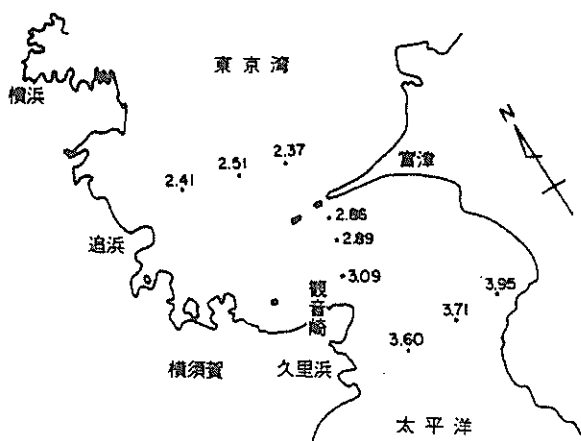 東京湾
N
横浜
2.37
2.51
2.41
富津
2.86
2.89
追浜
3.09
3.95
観音崎
3.71
3.60
横須賀
久里浜
太平洋